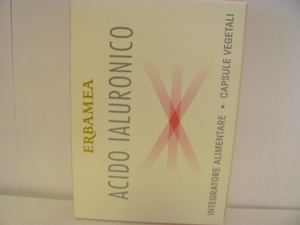 ERBAMEA
ACIDO IALURONICO
INTEGRATORE ALIMENTARE • CAPSULE VEGETALI